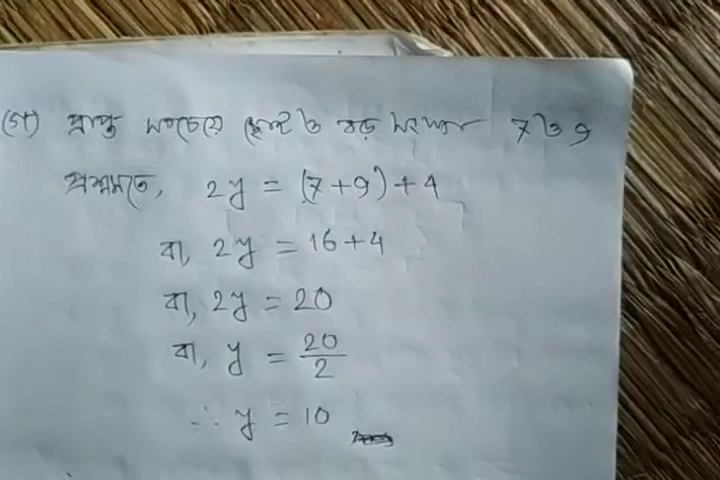 (গ) প্রাপ্ত সবচেয়ে ছোট ও বড় সংখ্যা 7 ও 9
প্রশ্নমতে, 2y = (7+9)+4
বা, 2y = 16+4
বা, 2y = 20
বা, y = 20/2
∴ y = 10